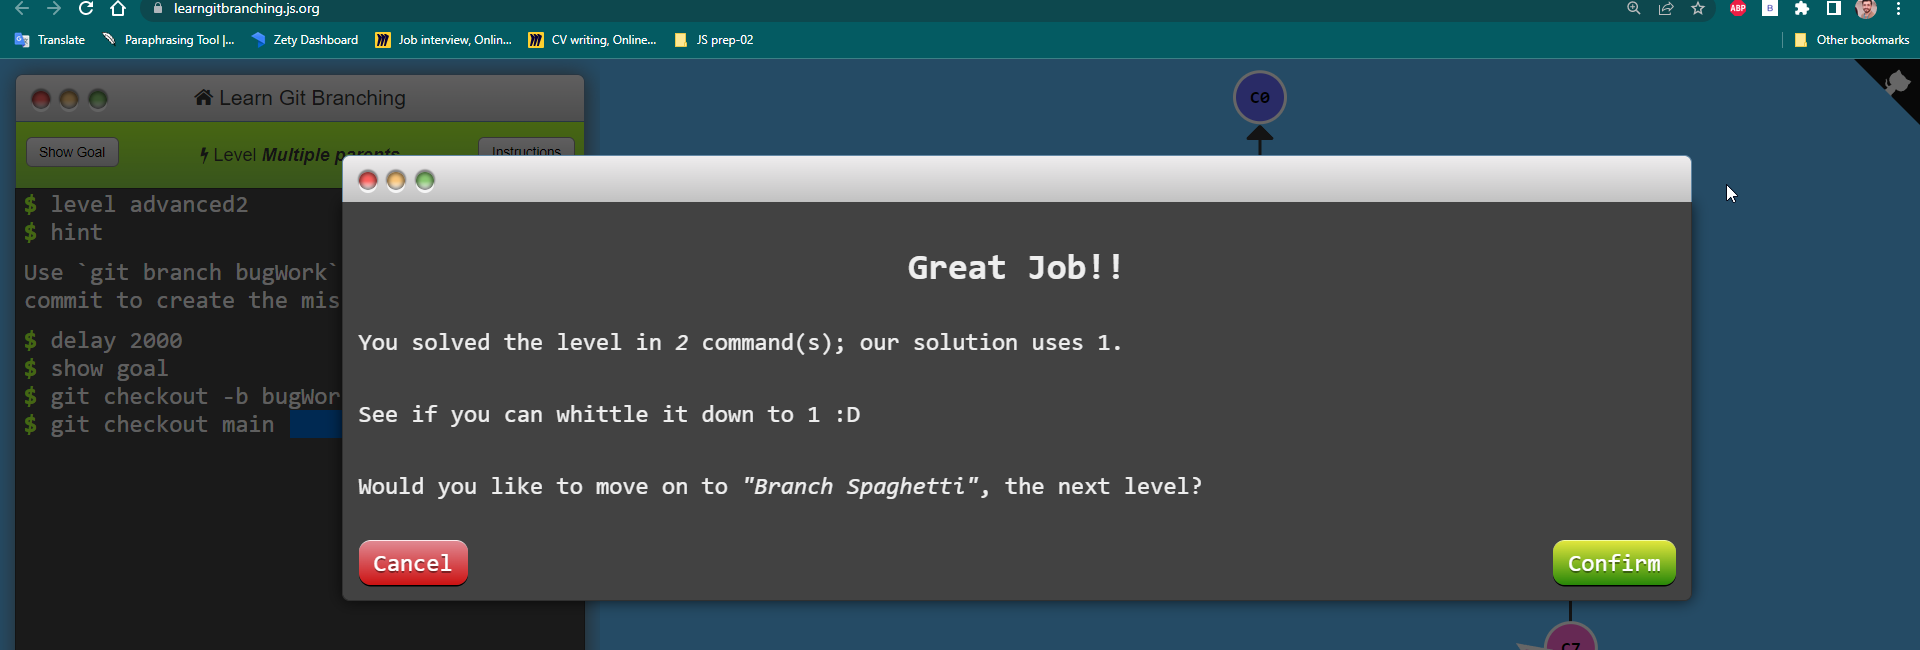 learngitbranching.js.org
ABP
B
Translate
Paraphrasing Tool |...
Zety Dashboard
Job interview, Onlin...
CV writing, Online...
JS prep-02
Other bookmarks
Learn Git Branching
Show Goal
Level Multiple parents
Instructions
$ level advanced2
$ hint
Use `git branch bugWork`
commit to create the mis
$ delay 2000
$ show goal
$ git checkout -b bugWor
$ git checkout main
C0
Great Job!!
You solved the level in 2 command(s); our solution uses 1.
See if you can whittle it down to 1 :D
Would you like to move on to "Branch Spaghetti", the next level?
Cancel
Confirm
C7